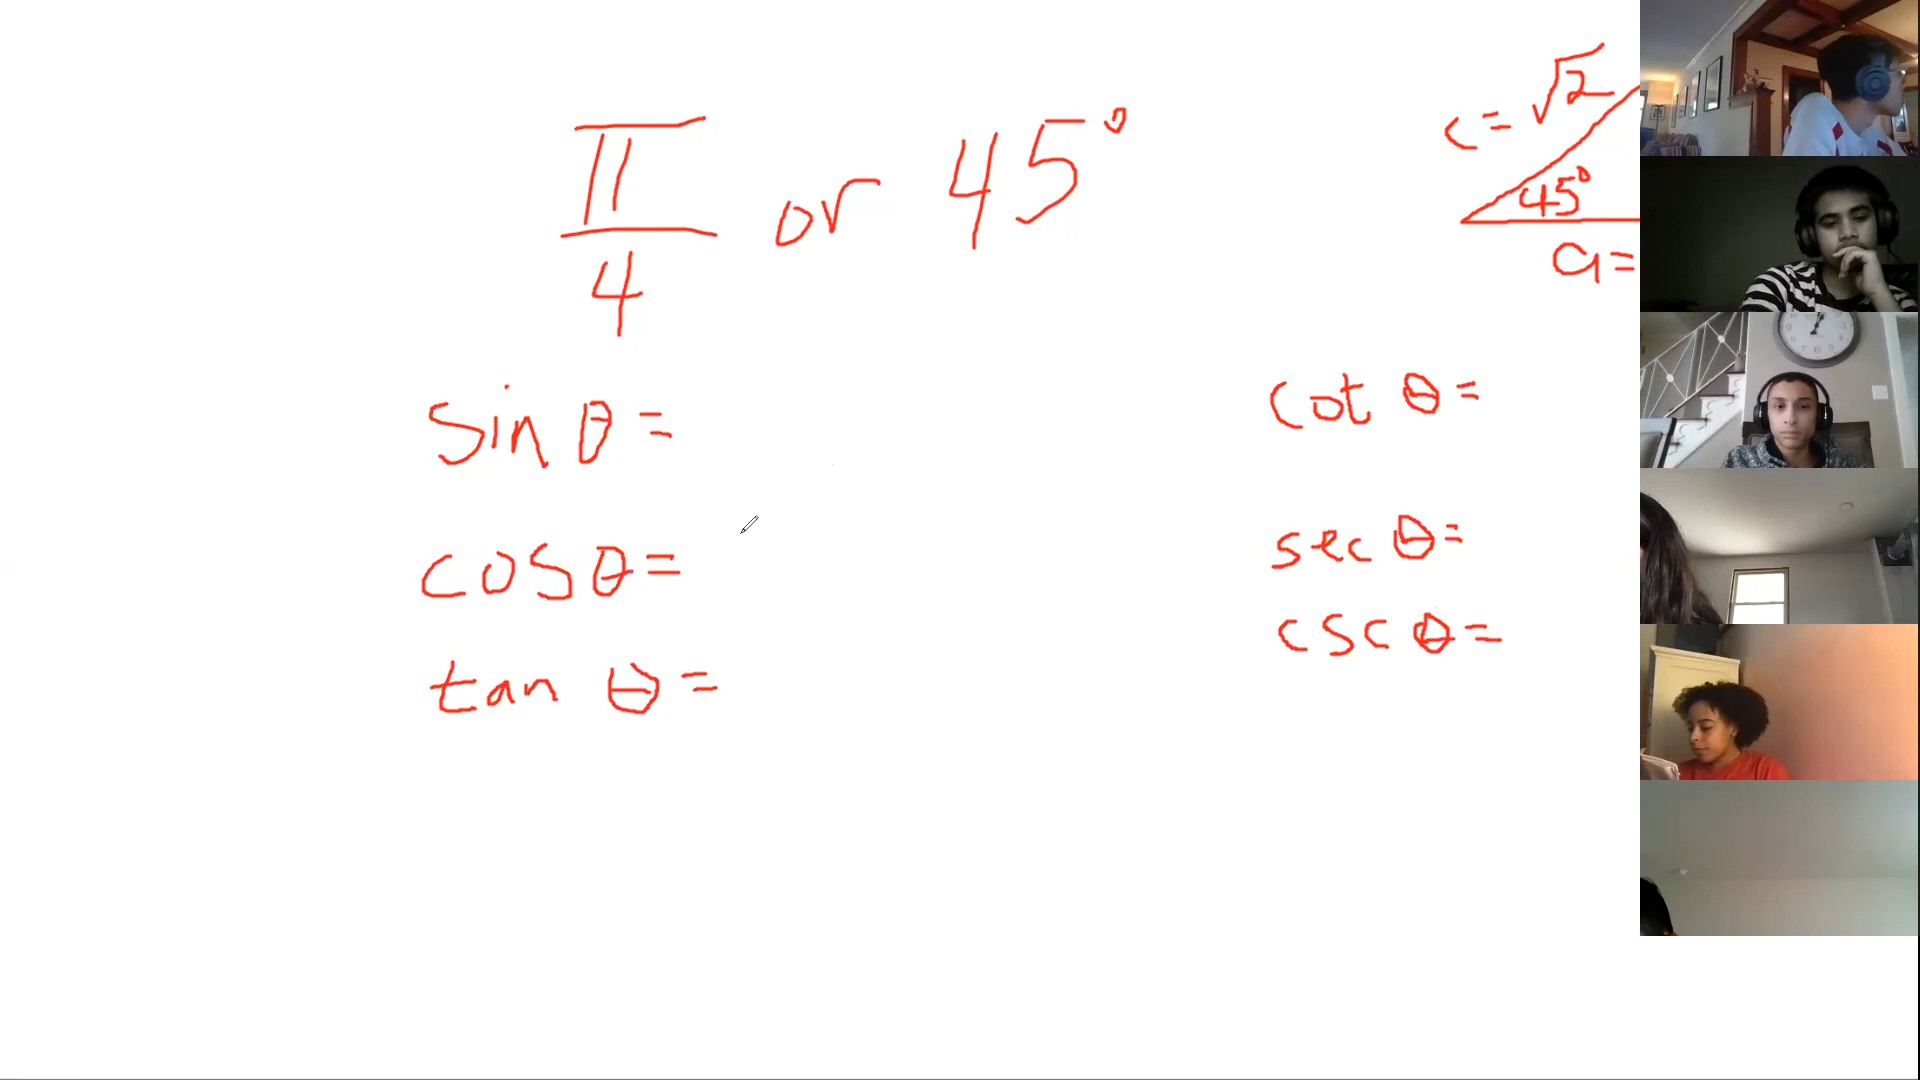 π/4 or 45°
c = √2
45°
a =
sin θ =
cos θ =
tan θ =
cot θ =
sec θ =
csc θ =